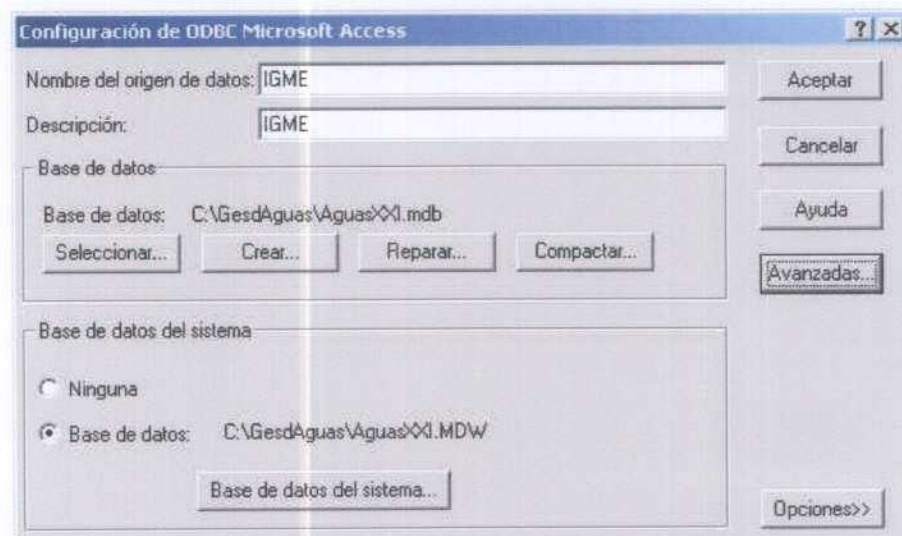 Configuración de ODBC Microsoft Access
Nombre del origen de datos: IGME
Aceptar
Descripción: IGME
Cancelar
Base de datos
Base de datos: C:\GesdAguas\AguasXXI.mdb
Ayuda
Seleccionar... Crear... Reparar... Compactar...
Avanzadas...
Base de datos del sistema
Ninguna
Base de datos: C:\GesdAguas\AguasXXI.MDW
Base de datos del sistema...
Opciones>>